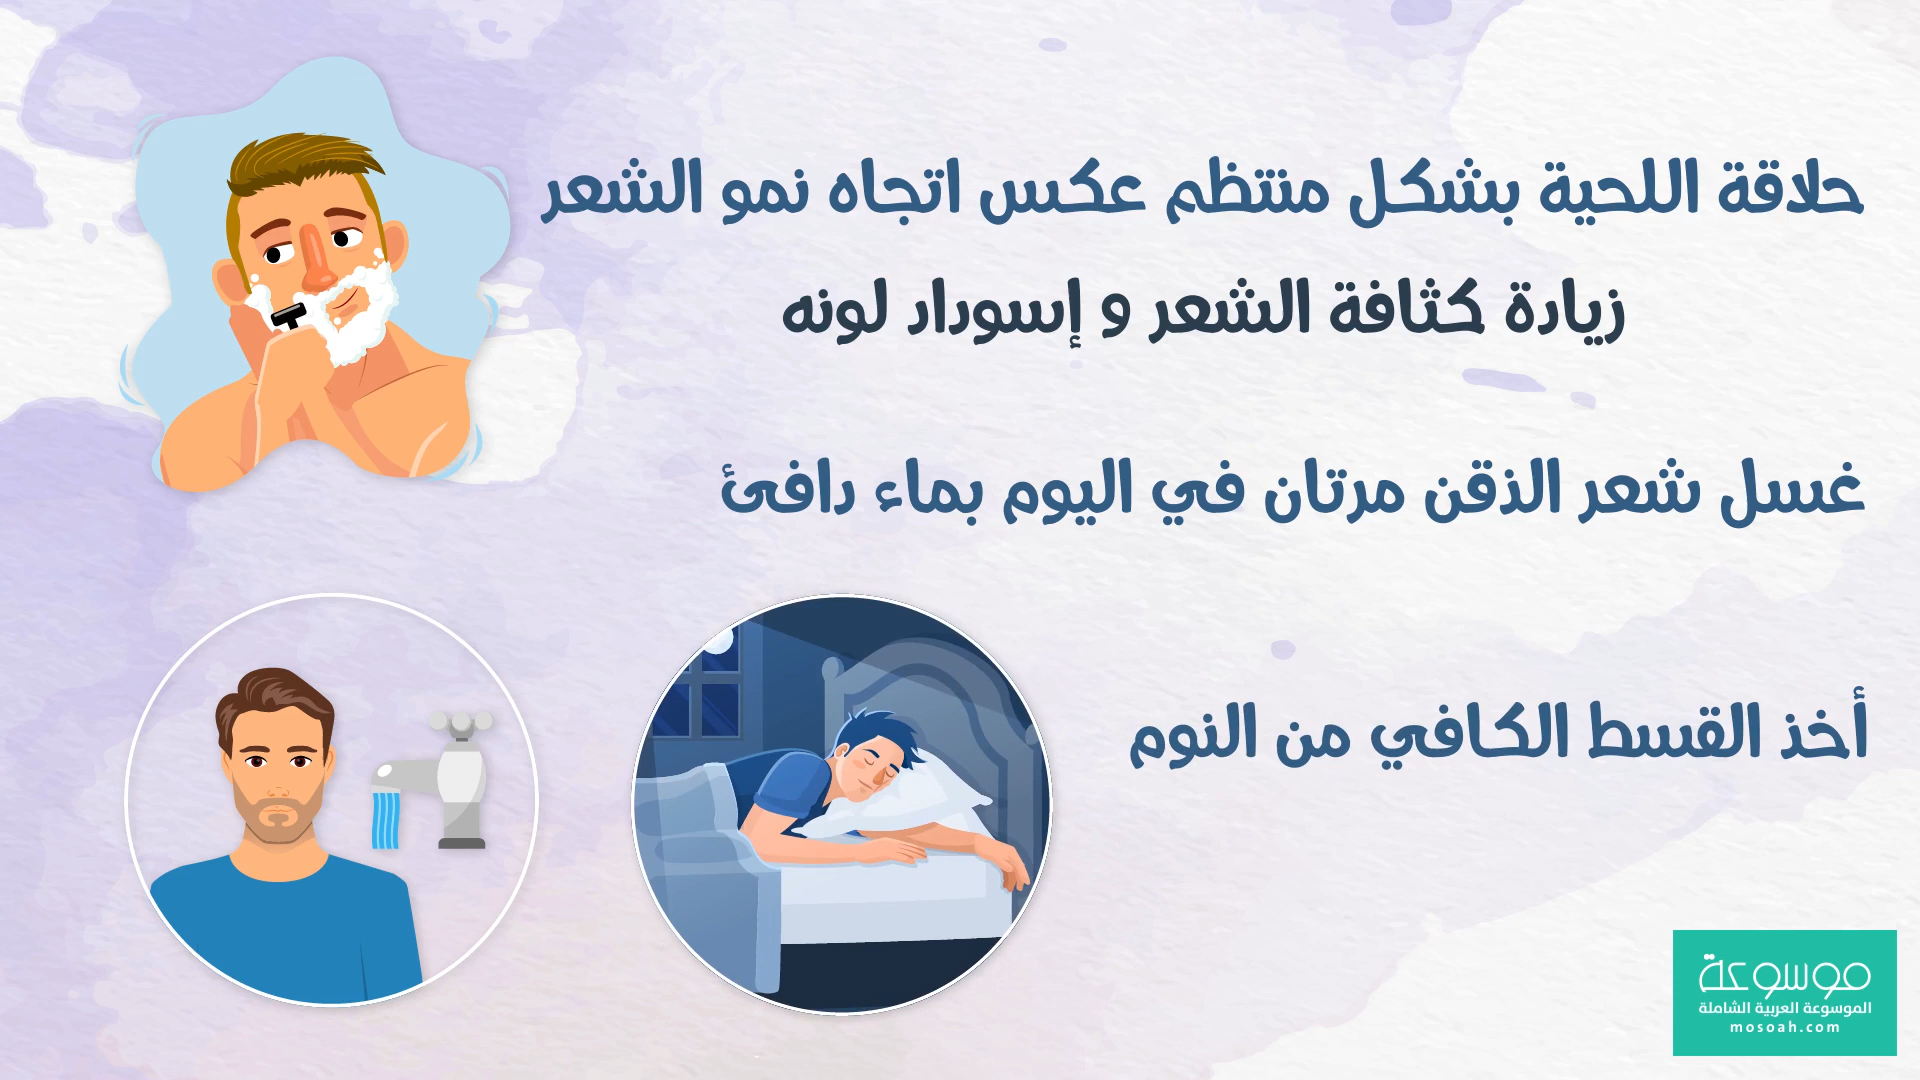 حلاقة اللحية بشكل منتظم عكس اتجاه نمو الشعر
زيادة كثافة الشعر و إسوداد لونه
غسل شعر الذقن مرتان في اليوم بماء دافئ
أخذ القسط الكافي من النوم
موسوعة
الموسوعة العربية الشاملة
mosoah.com